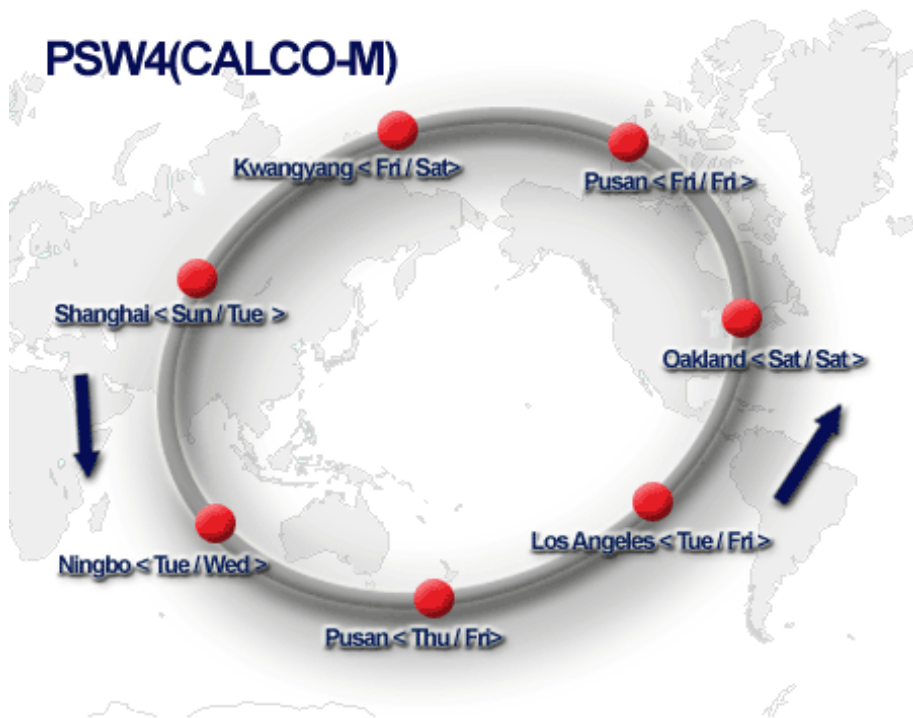 PSW4(CALCO-M)
Kwangyang < Fri / Sat>
Pusan < Fri / Fri >
Shanghai < Sun / Tue >
Oakland < Sat / Sat >
Los Angeles < Tue / Fri >
Ningbo < Tue / Wed >
Pusan < Thu / Fri>